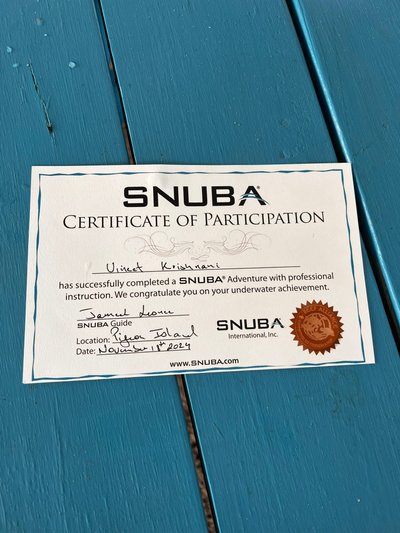 SNUBA®
CERTIFICATE OF PARTICIPATION
Vineet Krishnani
has successfully completed a SNUBA® Adventure with professional
instruction. We congratulate you on your underwater achievement.
SNUBA Guide
Location: Pigeon Island
Date: November 18th 2024
SNUBA®
International, Inc.
www.SNUBA.com